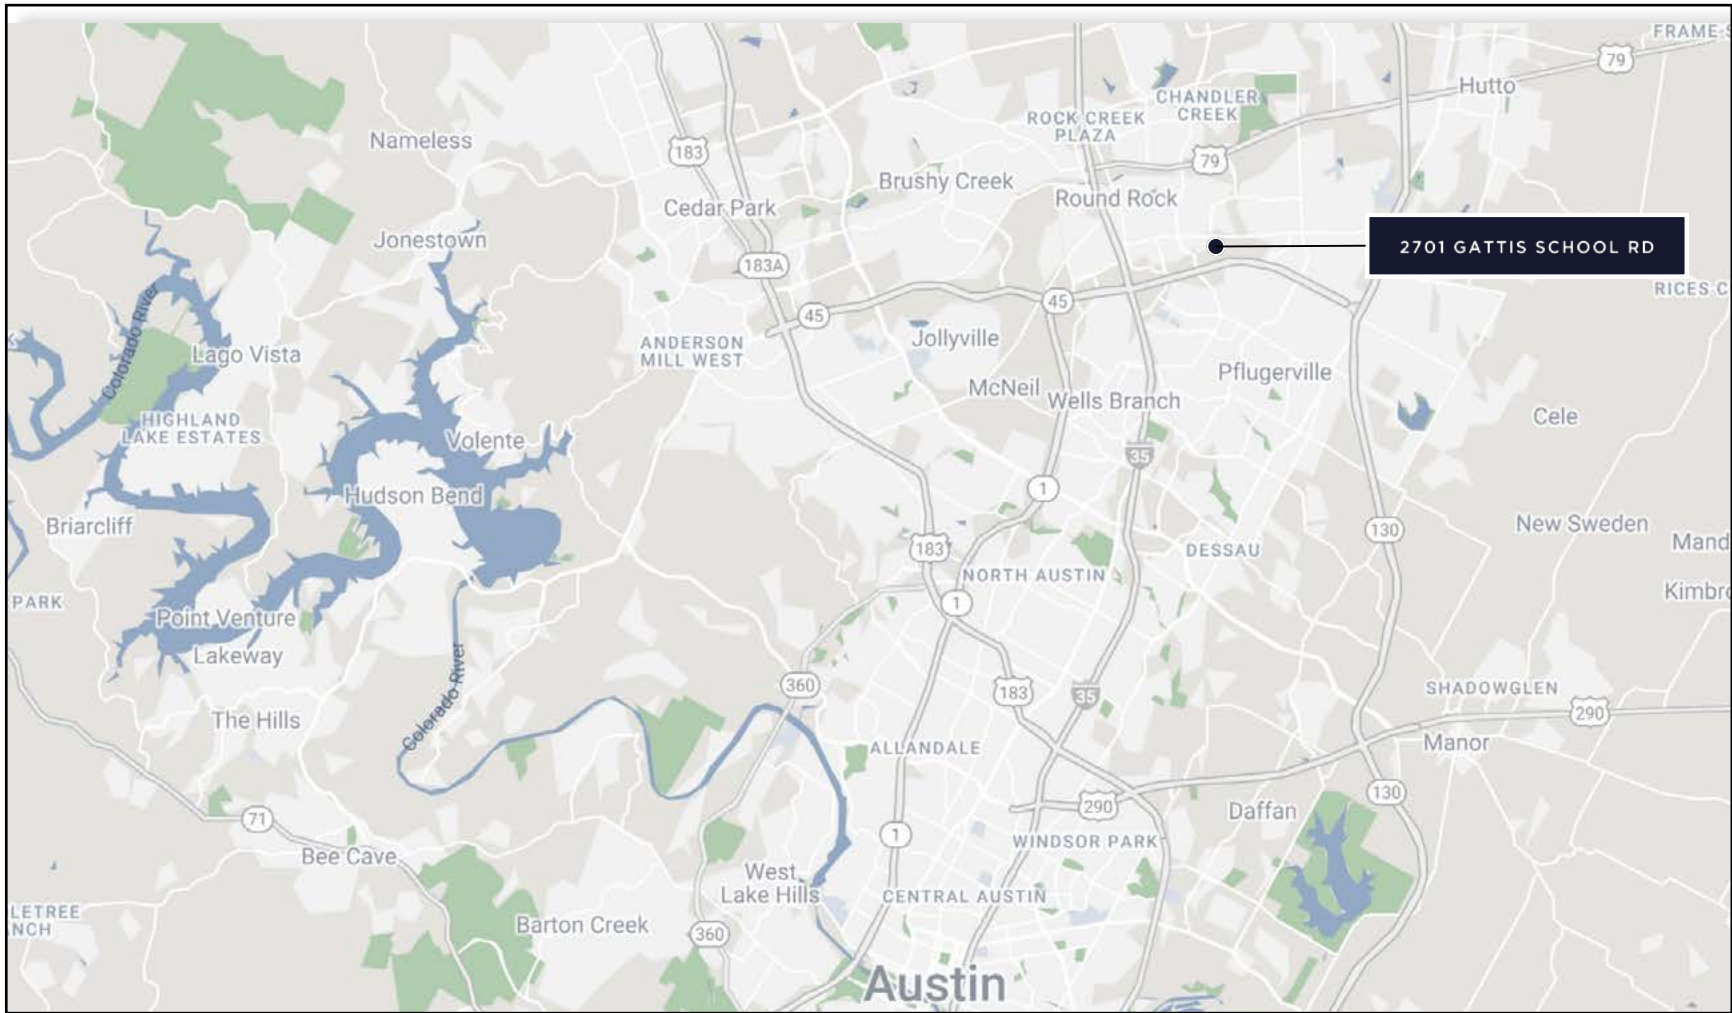 FRAME
79
Hutto
CHANDLER
CREEK
ROCK CREEK
PLAZA
Nameless
183
79
Brushy Creek
Cedar Park
Round Rock
Jonestown
2701 GATTIS SCHOOL RD
183A
RICES C
45
45
Colorado River
Jollyville
ANDERSON
MILL WEST
Lago Vista
Pflugerville
McNeil
Wells Branch
HIGHLAND
LAKE ESTATES
Cele
Volente
35
1
Hudson Bend
Briarcliff
New Sweden
130
Mand
183
DESSAU
NORTH AUSTIN
Kimbro
PARK
1
Point Venture
Lakeway
Colorado River
360
183
35
SHADOWGLEN
290
The Hills
Manor
ALLANDALE
130
290
Daffan
71
1
WINDSOR PARK
Bee Cave
West
Lake Hills
CENTRAL AUSTIN
LETREE
NCH
Barton Creek
360
Austin